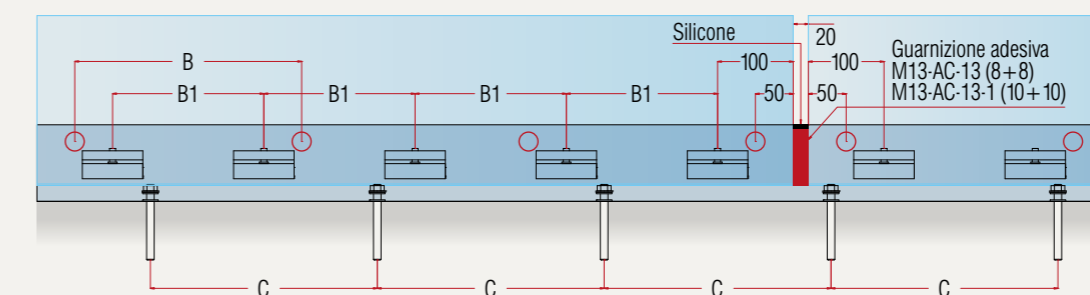 Silicone
20
Guarnizione adesiva
M13-AC-13 (8+8)
M13-AC-13-1 (10+10)
B
100
100
B1
B1
B1
B1
50
50
C
C
C
C